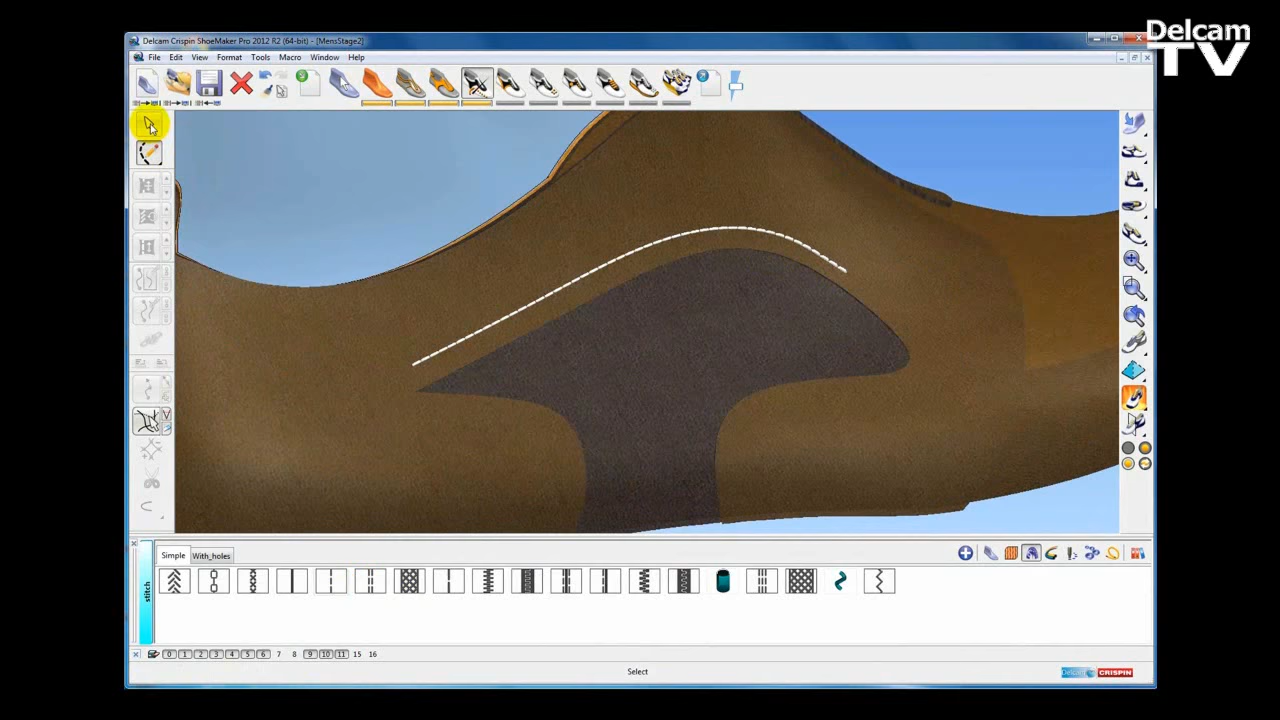 Delcam
TV
Delcam Crispin ShoeMaker Pro 2012 R2 (64-bit) - [MensStage2]
File Edit View Format Tools Macro Window Help
Simple With_holes
stitch
0 1 2 3 4 5 6 7 8 9 10 11 15 16
Select
Delcam CRISPIN